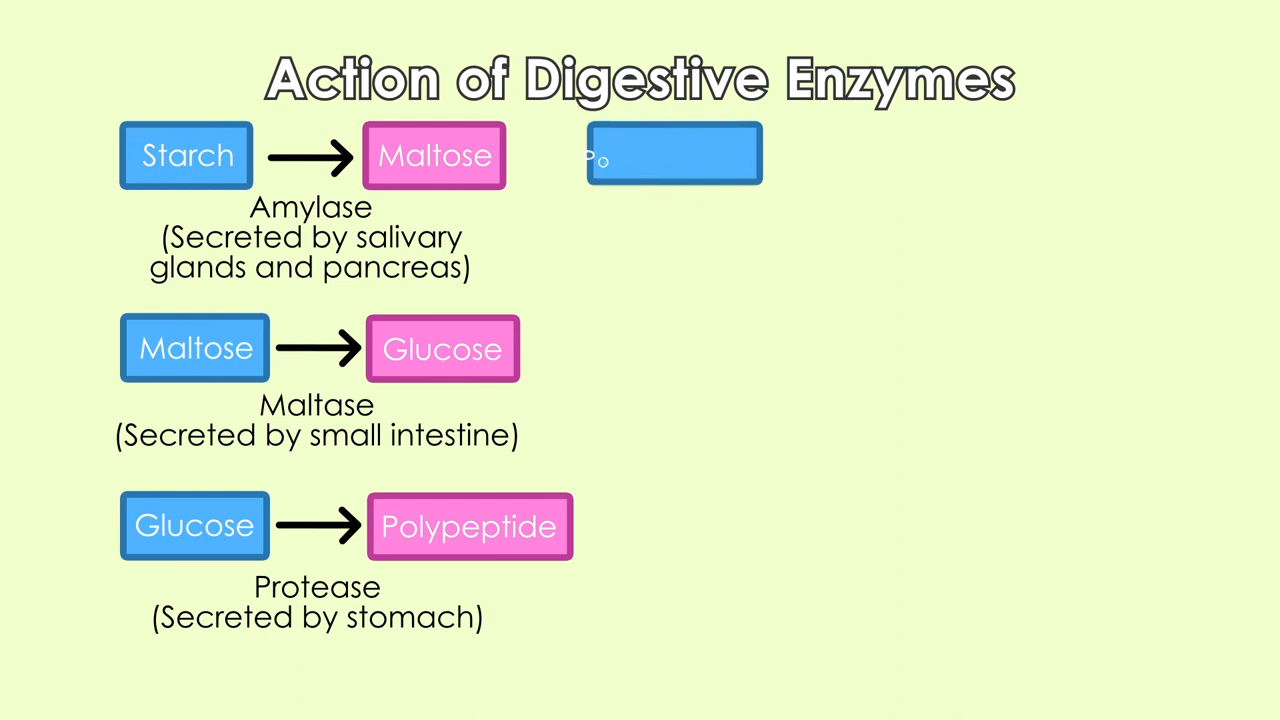 Action of Digestive Enzymes
Starch
Maltose
Amylase
(Secreted by salivary
glands and pancreas)
Maltose
Glucose
Maltase
(Secreted by small intestine)
Glucose
Polypeptide
Protease
(Secreted by stomach)
Po